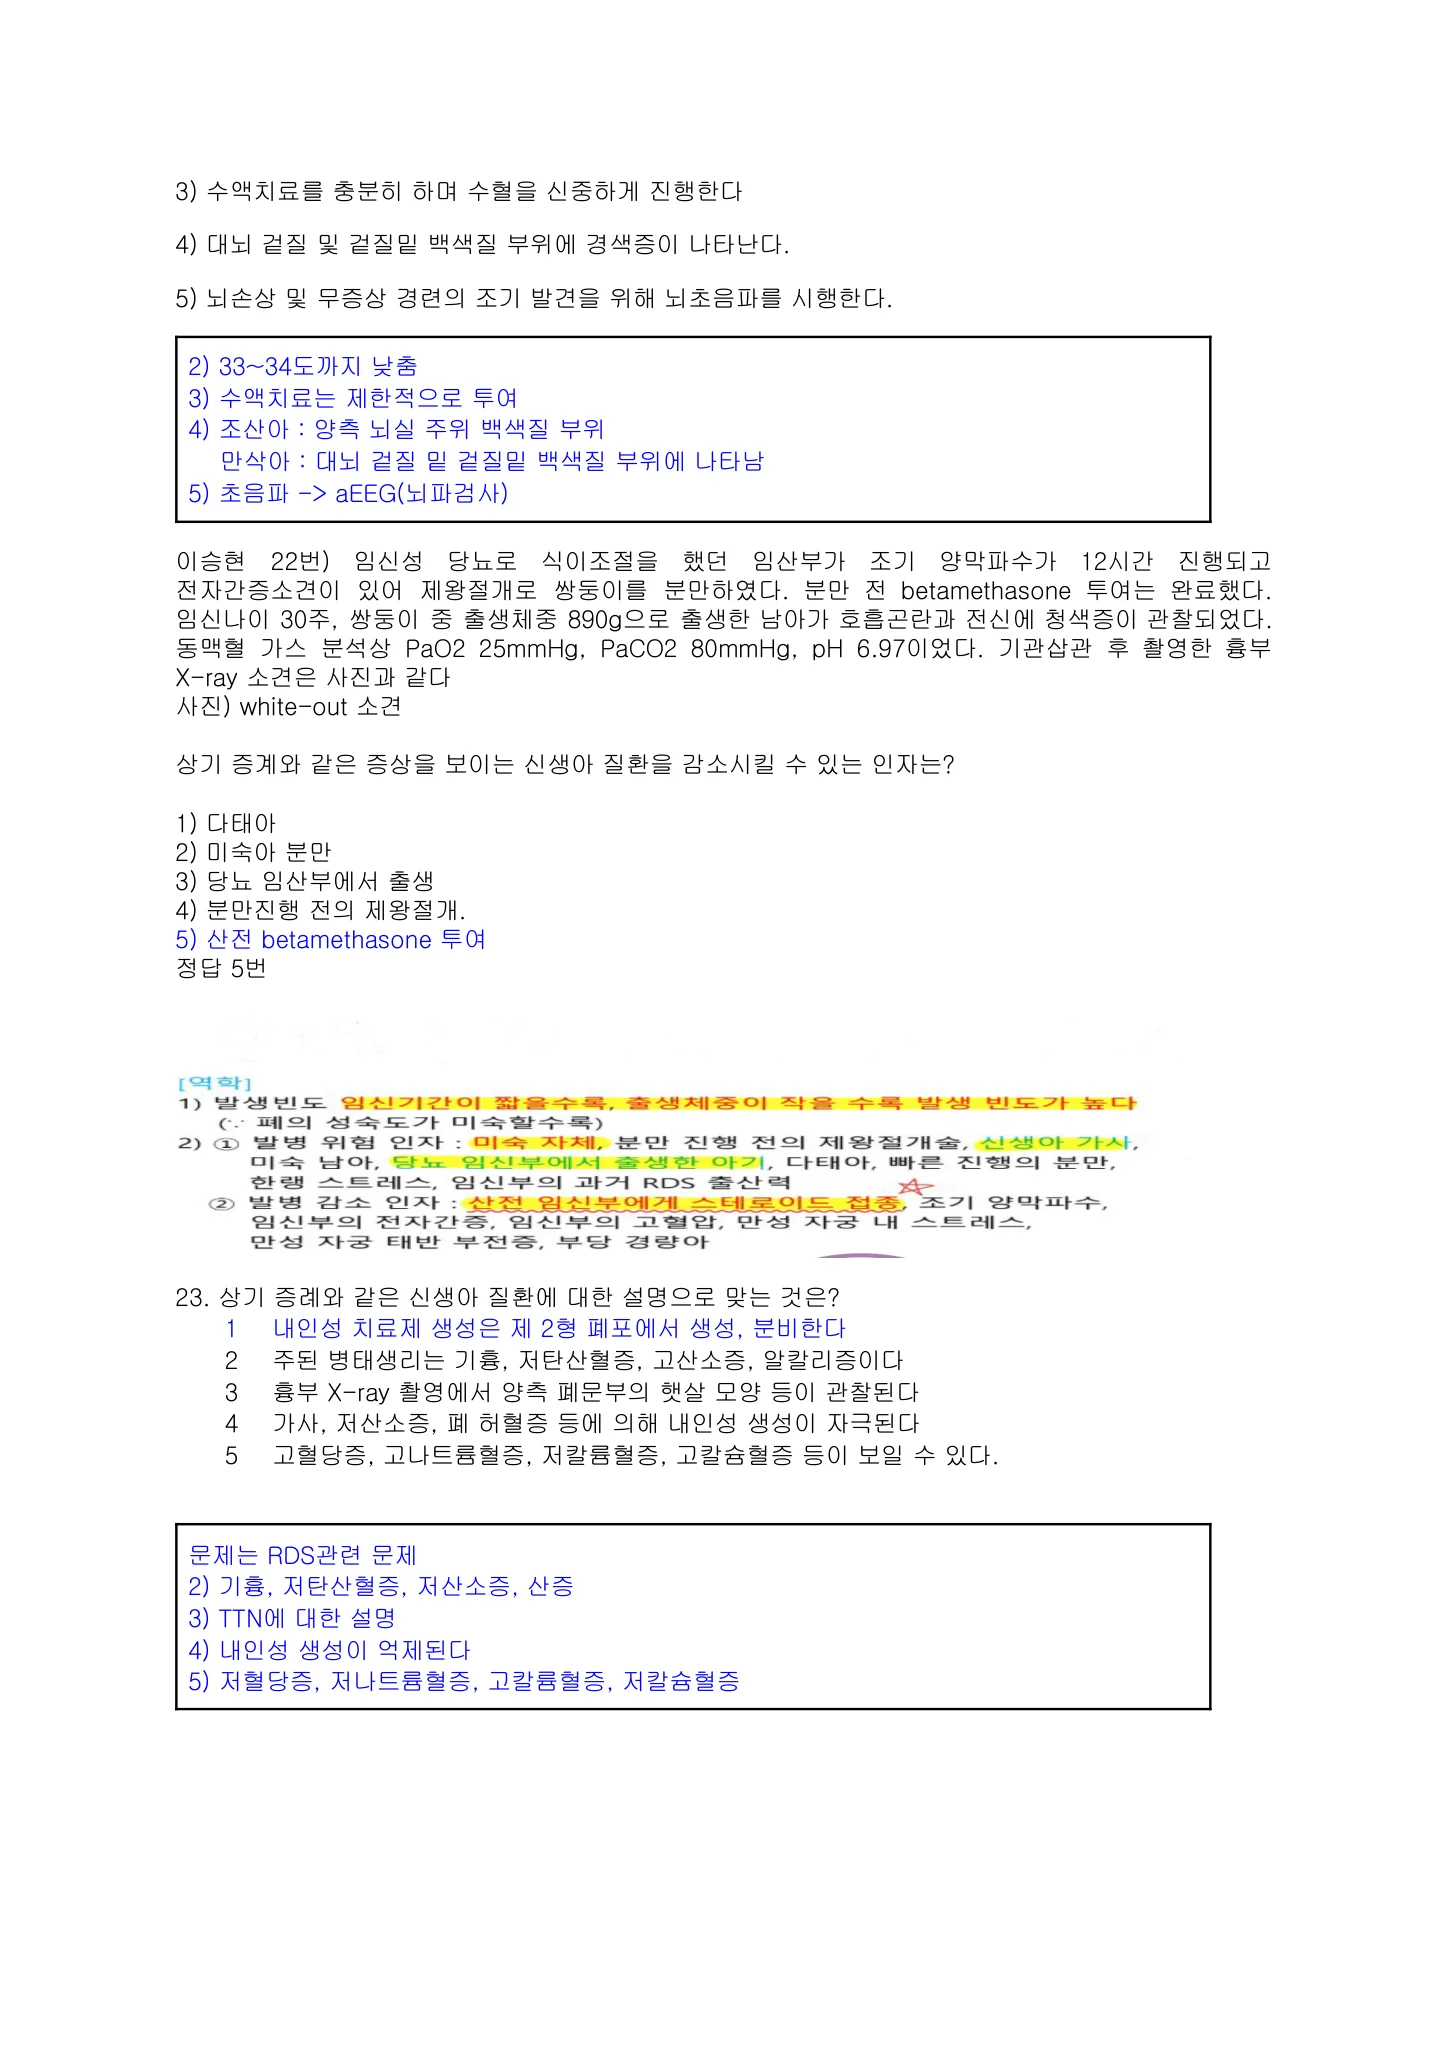 3) 수액치료를 충분히 하며 수혈을 신중하게 진행한다
4) 대뇌 겉질 및 겉질밑 백색질 부위에 경색증이 나타난다.
5) 뇌손상 및 무증상 경련의 조기 발견을 위해 뇌초음파를 시행한다.
2) 33~34도까지 낮춤
3) 수액치료는 제한적으로 투여
4) 조산아 : 양측 뇌실 주위 백색질 부위
만삭아 : 대뇌 겉질 밑 겉질밑 백색질 부위에 나타남
5) 초음파 -> aEEG(뇌파검사)
이승현 22번) 임신성 당뇨로 식이조절을 했던 임산부가 조기 양막파수가 12시간 진행되고
전자간증소견이 있어 제왕절개로 쌍둥이를 분만하였다. 분만 전 betamethasone 투여는 완료했다.
임신나이 30주, 쌍둥이 중 출생체중 890g으로 출생한 남아가 호흡곤란과 전신에 청색증이 관찰되었다.
동맥혈 가스 분석상 PaO2 25mmHg, PaCO2 80mmHg, pH 6.97이었다. 기관삽관 후 촬영한 흉부
X-ray 소견은 사진과 같다
사진) white-out 소견
상기 증계와 같은 증상을 보이는 신생아 질환을 감소시킬 수 있는 인자는?
1) 다태아
2) 미숙아 분만
3) 당뇨 임산부에서 출생
4) 분만진행 전의 제왕절개.
5) 산전 betamethasone 투여
정답 5번
[역학]
1) 발생빈도 임신기간이 짧을수록, 출생체중이 작을 수록 발생 빈도가 높다
(∵ 폐의 성숙도가 미숙할수록)
2) ① 발병 위험 인자 : 미숙 자체, 분만 진행 전의 제왕절개술, 신생아 가사,
미숙 남아, 당뇨 임신부에서 출생한 아기, 다태아, 빠른 진행의 분만,
한랭 스트레스, 임신부의 과거 RDS 출산력
② 발병 감소 인자 : 산전 임신부에게 스테로이드 접종, 조기 양막파수,
임신부의 전자간증, 임신부의 고혈압, 만성 자궁 내 스트레스,
만성 자궁 태반 부전증, 부당 경량아
23. 상기 증례와 같은 신생아 질환에 대한 설명으로 맞는 것은?
1 내인성 치료제 생성은 제 2형 폐포에서 생성, 분비한다
2 주된 병태생리는 기흉, 저탄산혈증, 고산소증, 알칼리증이다
3 흉부 X-ray 촬영에서 양측 폐문부의 햇살 모양 등이 관찰된다
4 가사, 저산소증, 폐 허혈증 등에 의해 내인성 생성이 자극된다
5 고혈당증, 고나트륨혈증, 저칼륨혈증, 고칼슘혈증 등이 보일 수 있다.
문제는 RDS관련 문제
2) 기흉, 저탄산혈증, 저산소증, 산증
3) TTN에 대한 설명
4) 내인성 생성이 억제된다
5) 저혈당증, 저나트륨혈증, 고칼륨혈증, 저칼슘혈증